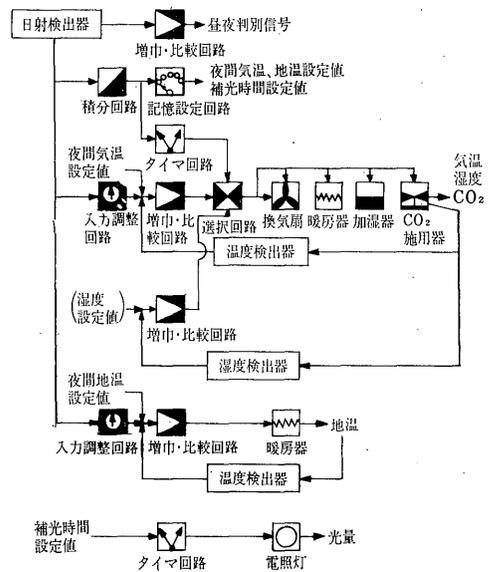 日射検出器
昼夜判別信号
増巾・比較回路
夜間気温、地温設定値
補光時間設定値
積分回路
記憶設定回路
タイマ回路
夜間気温
設定値
気温
湿度
CO₂
入力調整
回路
増巾・比
較回路
選択回路
換気扇
暖房器
加湿器
CO₂
施用器
温度検出器
(湿度
設定値)
増巾・比較回路
湿度検出器
夜間地温
設定値
地温
入力調整回路
増巾・比較回路
暖房器
温度検出器
補光時間
設定値
光量
タイマ回路
電照灯